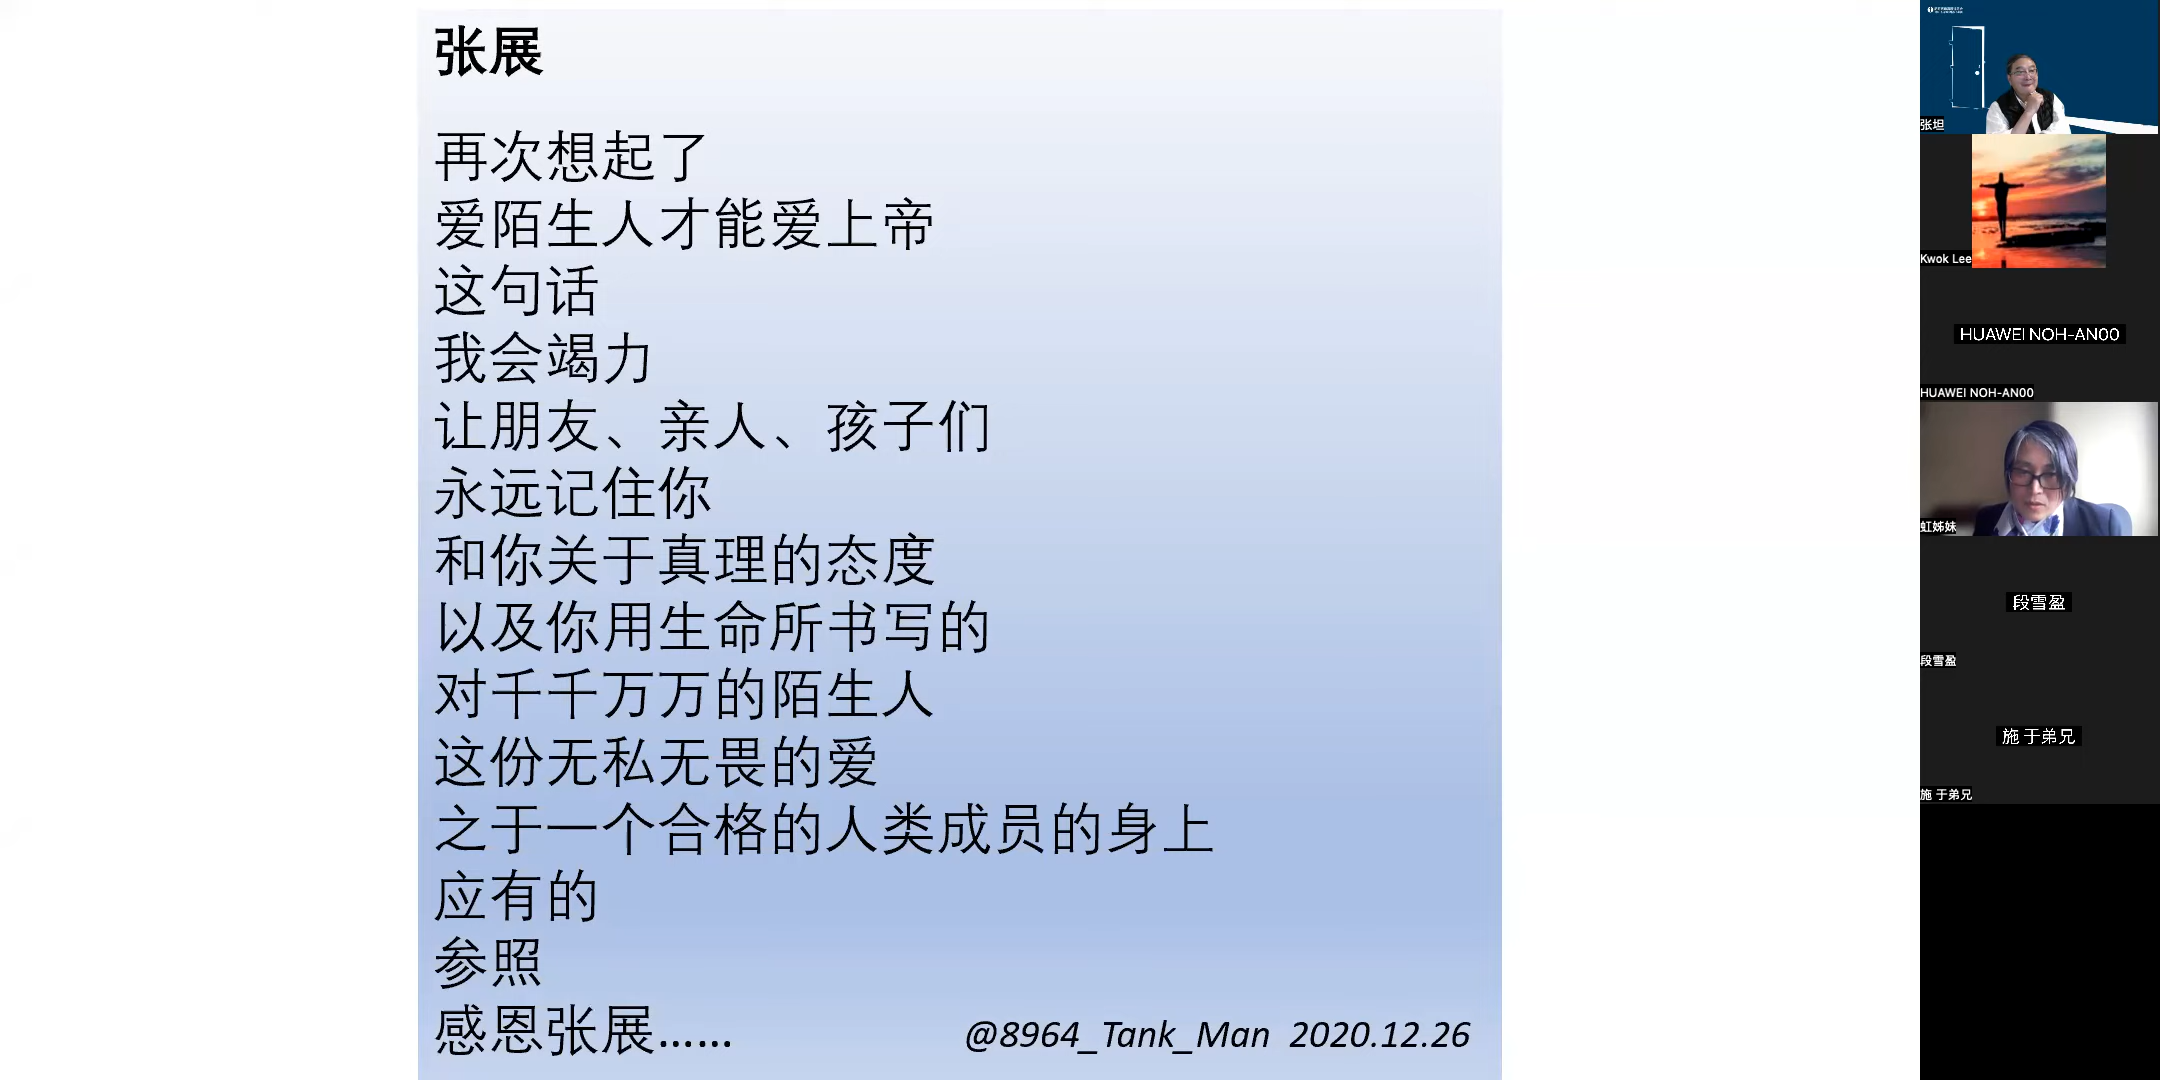 张展
再次想起了
爱陌生人才能爱上帝
这句话
我会竭力
让朋友、亲人、孩子们
永远记住你
和你关于真理的态度
以及你用生命所书写的
对千千万万的陌生人
这份无私无畏的爱
之于一个合格的人类成员的身上
应有的
参照
感恩张展......
@8964_Tank_Man 2020.12.26
张坦
Kwok Lee
HUAWEI NOH-AN00
HUAWEI NOH-AN00
虹姊妹
段雪盈
段雪盈
施 于弟兄
施 于弟兄